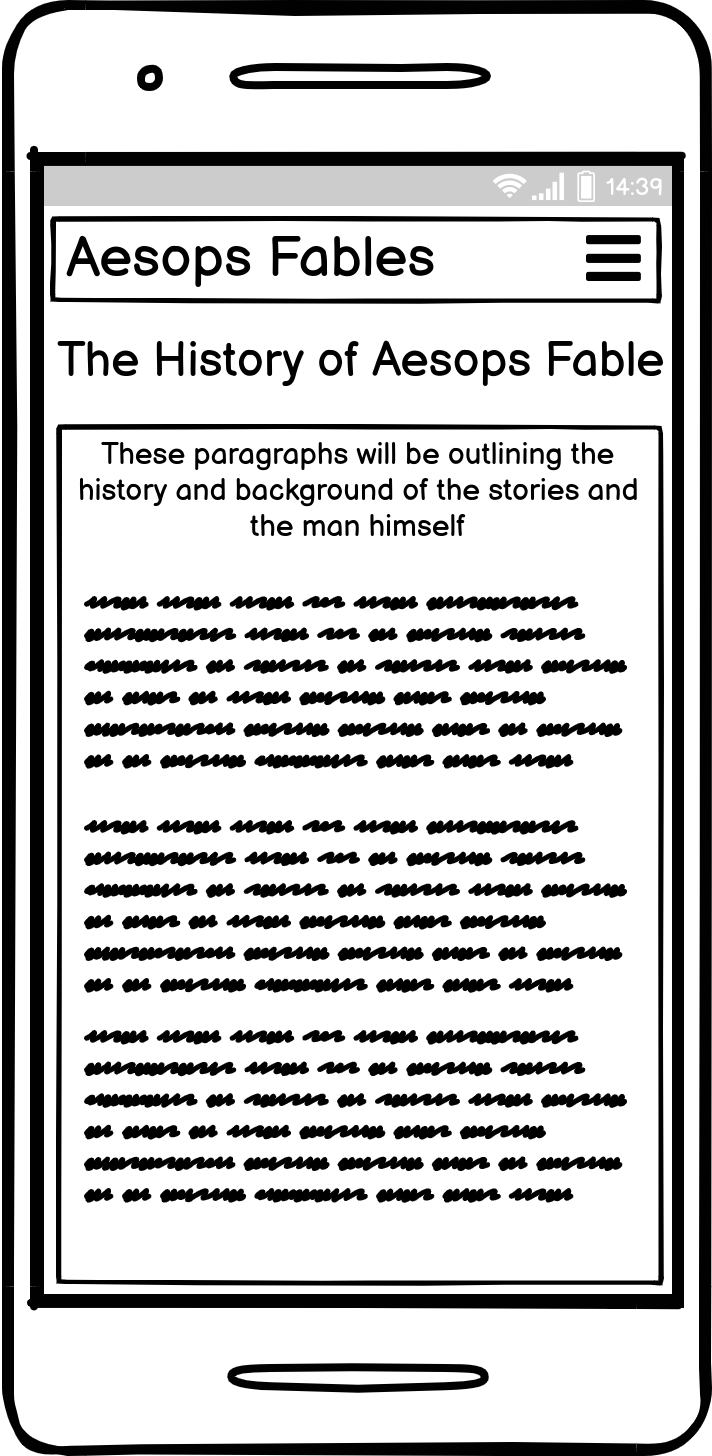 14:39
Aesops Fables
The History of Aesops Fable
These paragraphs will be outlining the
history and background of the stories and
the man himself